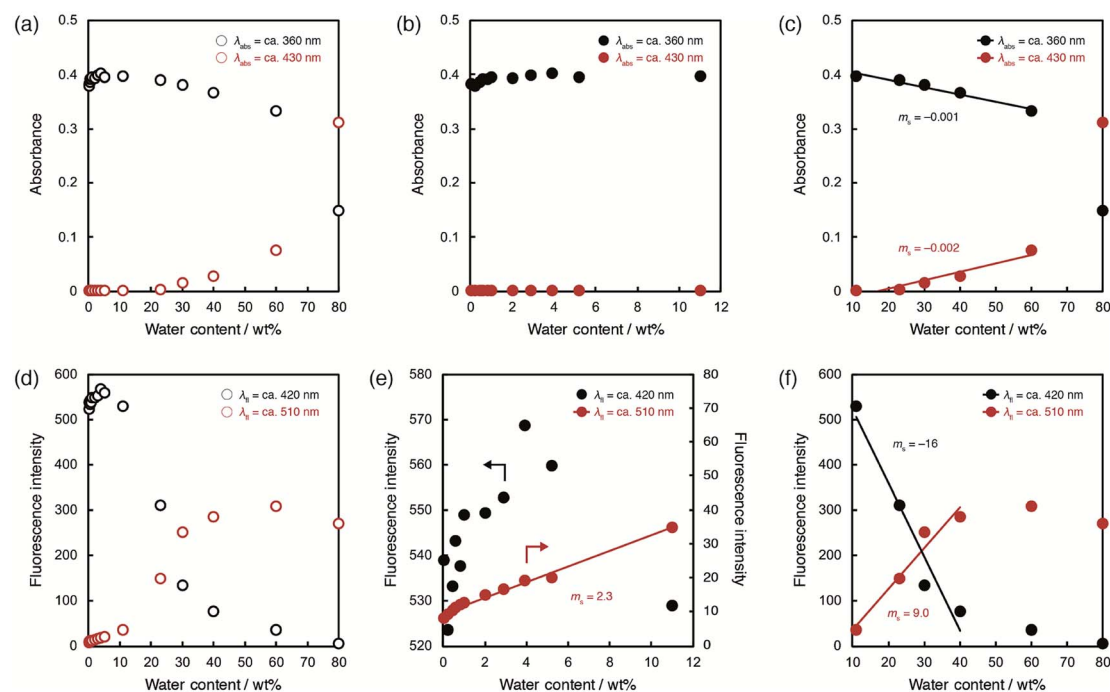 (a)
0.5
0.4
0.3
0.2
0.1
0
Absorbance
λabs = ca. 360 nm
λabs = ca. 430 nm
0 10 20 30 40 50 60 70 80
Water content / wt%
(b)
0.5
0.4
0.3
0.2
0.1
0
Absorbance
λabs = ca. 360 nm
λabs = ca. 430 nm
0 2 4 6 8 10 12
Water content / wt%
(c)
0.5
0.4
0.3
0.2
0.1
0
Absorbance
λabs = ca. 360 nm
λabs = ca. 430 nm
ms = –0.001
ms = –0.002
10 20 30 40 50 60 70 80
Water content / wt%
(d)
600
500
400
300
200
100
0
Fluorescence intensity
λfl = ca. 420 nm
λfl = ca. 510 nm
0 10 20 30 40 50 60 70 80
Water content / wt%
(e)
580
570
560
550
540
530
520
Fluorescence intensity
λfl = ca. 420 nm
λfl = ca. 510 nm
ms = 2.3
80
70
60
50
40
30
20
10
0
Fluorescence intensity
0 2 4 6 8 10 12
Water content / wt%
(f)
600
500
400
300
200
100
0
Fluorescence intensity
λfl = ca. 420 nm
λfl = ca. 510 nm
ms = –16
ms = 9.0
10 20 30 40 50 60 70 80
Water content / wt%